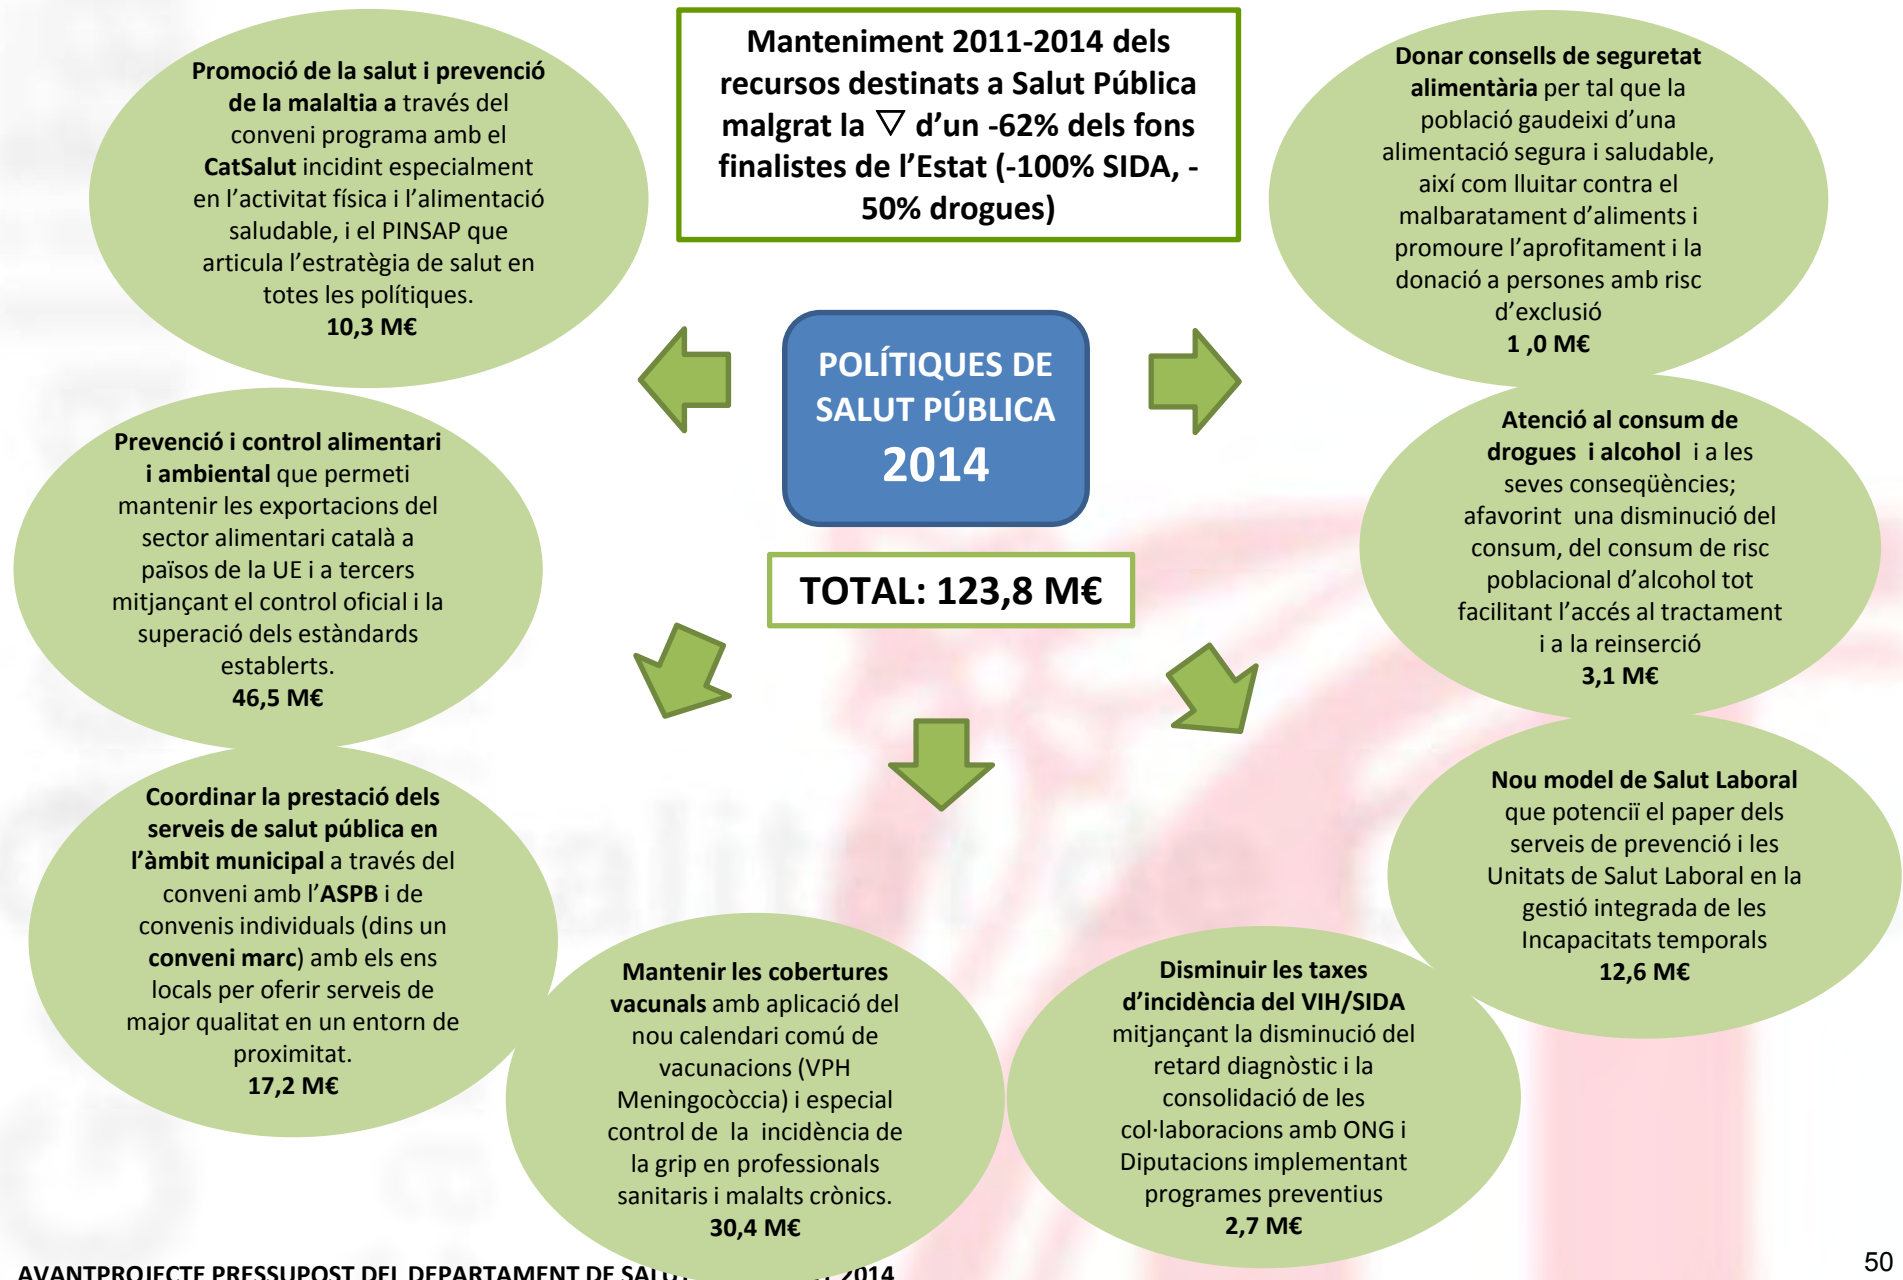 Manteniment 2011-2014 dels
recursos destinats a Salut Pública
malgrat la ▽ d’un -62% dels fons
finalistes de l’Estat (-100% SIDA, -
50% drogues)
POLÍTIQUES DE
SALUT PÚBLICA
2014
TOTAL: 123,8 M€
Promoció de la salut i prevenció
de la malaltia a través del
conveni programa amb el
CatSalut incidint especialment
en l’activitat física i l’alimentació
saludable, i el PINSAP que
articula l’estratègia de salut en
totes les polítiques.
10,3 M€
Prevenció i control alimentari
i ambiental que permeti
mantenir les exportacions del
sector alimentari català a
països de la UE i a tercers
mitjançant el control oficial i la
superació dels estàndards
establerts.
46,5 M€
Coordinar la prestació dels
serveis de salut pública en
l’àmbit municipal a través del
conveni amb l’ASPB i de
convenis individuals (dins un
conveni marc) amb els ens
locals per oferir serveis de
major qualitat en un entorn de
proximitat.
17,2 M€
Mantenir les cobertures
vacunals amb aplicació del
nou calendari comú de
vacunacions (VPH
Meningocòccia) i especial
control de la incidència de
la grip en professionals
sanitaris i malalts crònics.
30,4 M€
Disminuir les taxes
d’incidència del VIH/SIDA
mitjançant la disminució del
retard diagnòstic i la
consolidació de les
col·laboracions amb ONG i
Diputacions implementant
programes preventius
2,7 M€
Nou model de Salut Laboral
que potenciï el paper dels
serveis de prevenció i les
Unitats de Salut Laboral en la
gestió integrada de les
Incapacitats temporals
12,6 M€
Atenció al consum de
drogues i alcohol i a les
seves conseqüències;
afavorint una disminució del
consum, del consum de risc
poblacional d’alcohol tot
facilitant l’accés al tractament
i a la reinserció
3,1 M€
Donar consells de seguretat
alimentària per tal que la
població gaudeixi d’una
alimentació segura i saludable,
així com lluitar contra el
malbaratament d’aliments i
promoure l’aprofitament i la
donació a persones amb risc
d’exclusió
1 ,0 M€
AVANTPROJECTE PRESSUPOST DEL DEPARTAMENT DE SALUT 2014
50